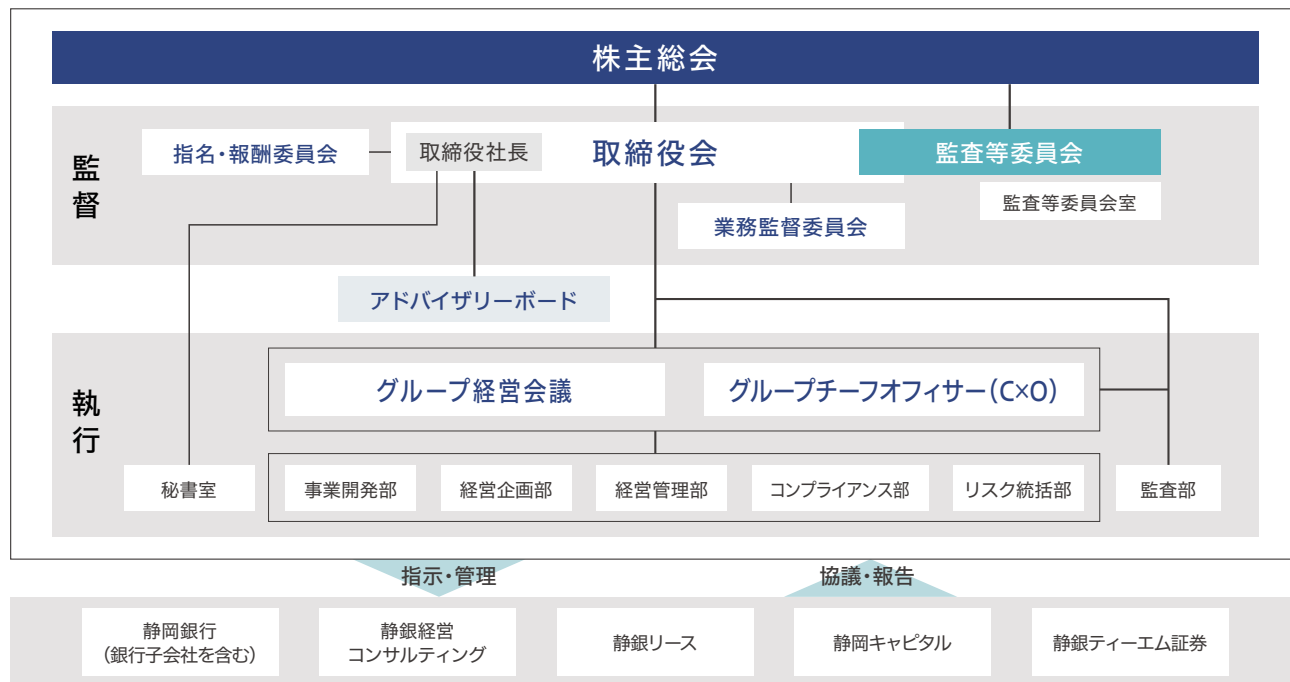 株主総会
監督
指名・報酬委員会
取締役社長
取締役会
監査等委員会
監査等委員会室
業務監督委員会
アドバイザリーボード
執行
グループ経営会議
グループチーフオフィサー(C×O)
秘書室
事業開発部
経営企画部
経営管理部
コンプライアンス部
リスク統括部
監査部
指示・管理
協議・報告
静岡銀行
(銀行子会社を含む)
静銀経営
コンサルティング
静銀リース
静岡キャピタル
静銀ティーエム証券